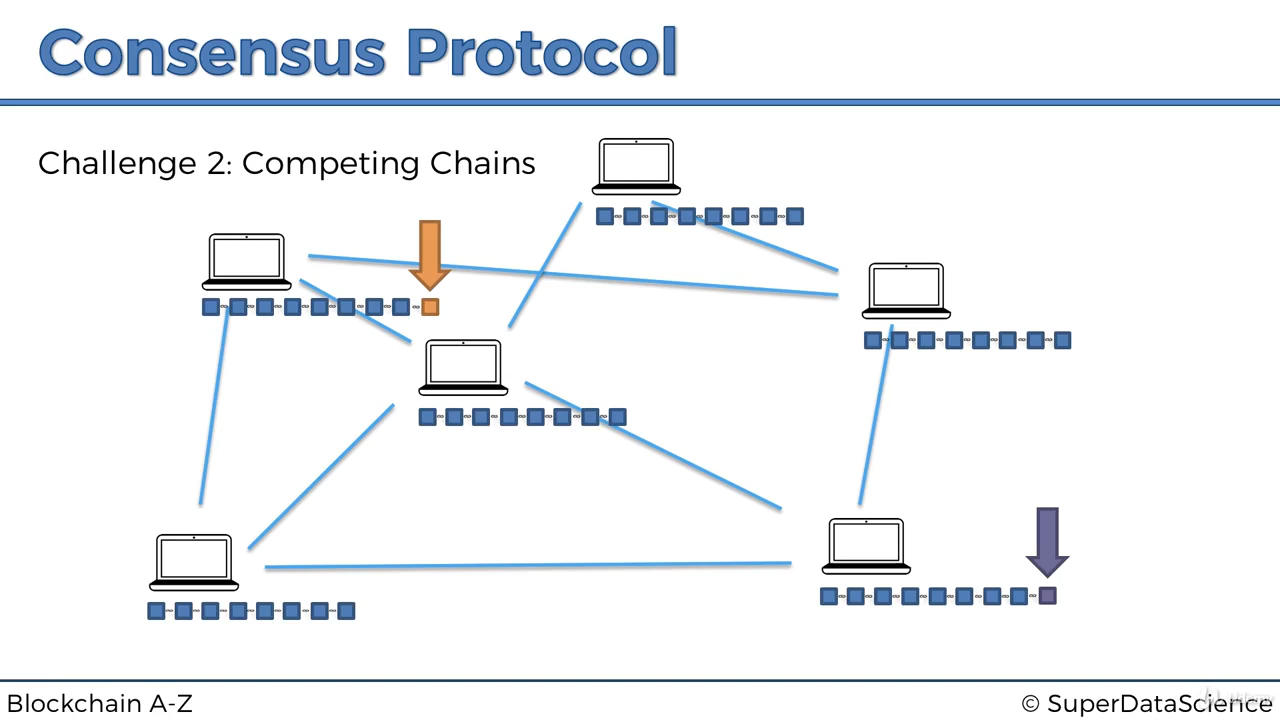 Consensus Protocol
Challenge 2: Competing Chains
Blockchain A-Z
© SuperDataScience